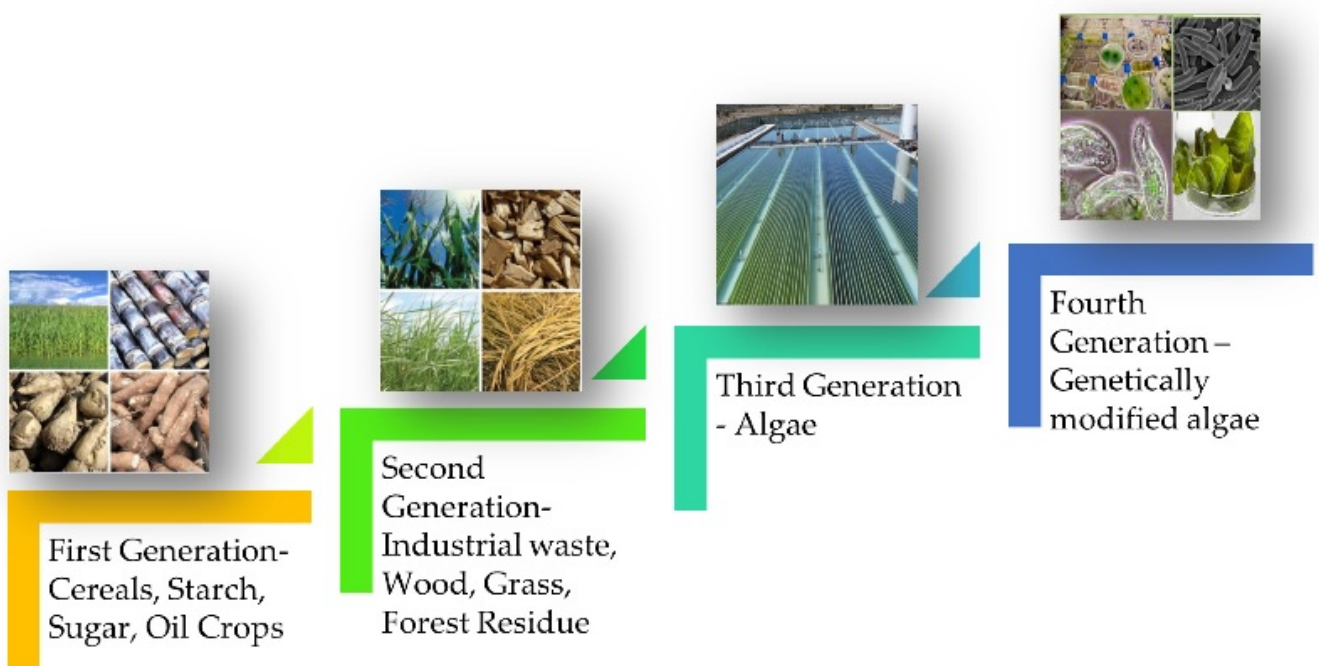 First Generation-
Cereals, Starch,
Sugar, Oil Crops
Second
Generation-
Industrial waste,
Wood, Grass,
Forest Residue
Third Generation
- Algae
Fourth
Generation –
Genetically
modified algae